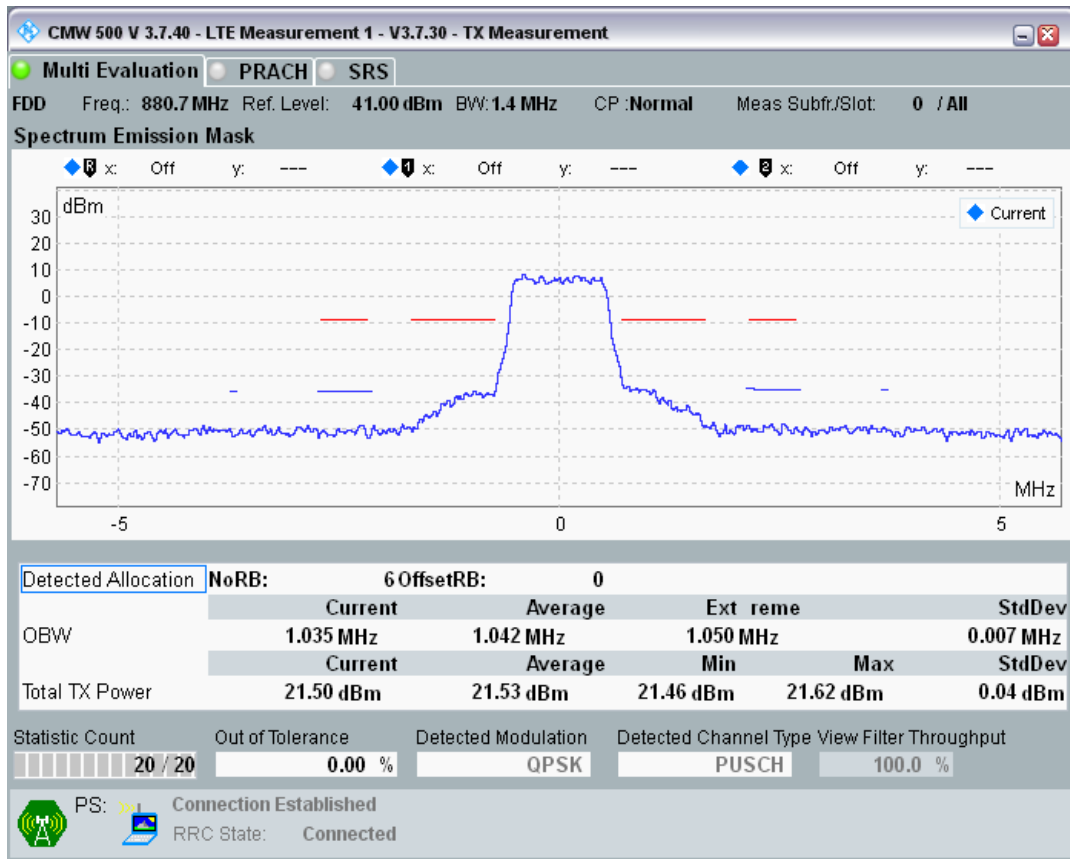 CMW 500 V 3.7.40 - LTE Measurement 1 - V3.7.30 - TX Measurement
Multi Evaluation PRACH SRS
FDD Freq.: 880.7 MHz Ref. Level: 41.00 dBm BW: 1.4 MHz CP :Normal Meas Subfr./Slot: 0 / All
Spectrum Emission Mask
R x: Off y: --- 1 x: Off y: --- 2 x: Off y: ---
dBm
Current
30
20
10
0
-10
-20
-30
-40
-50
-60
-70
MHz
-5 0 5
Detected Allocation NoRB: 6 OffsetRB: 0
Current Average Ext reme StdDev
OBW 1.035 MHz 1.042 MHz 1.050 MHz 0.007 MHz
Current Average Min Max StdDev
Total TX Power 21.50 dBm 21.53 dBm 21.46 dBm 21.62 dBm 0.04 dBm
Statistic Count Out of Tolerance Detected Modulation Detected Channel Type View Filter Throughput
20 / 20 0.00 % QPSK PUSCH 100.0 %
PS: Connection Established
RRC State: Connected